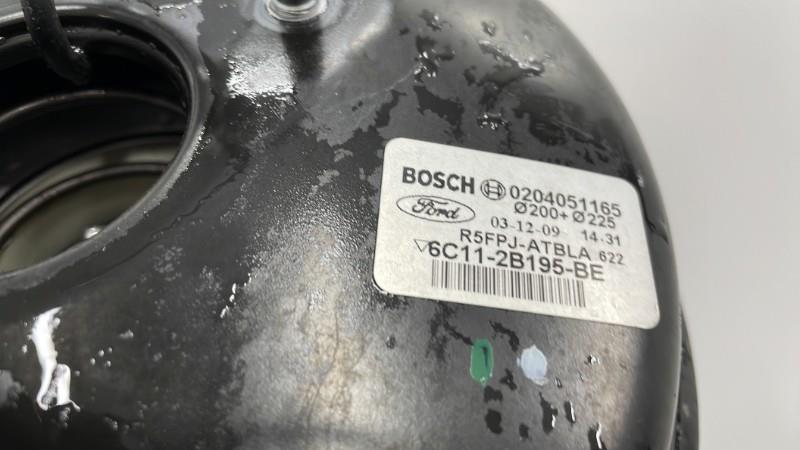 BOSCH 0204051165
Ford Ø200+Ø225
03-12-09 14-31
R5FPJ-ATBLA 622
6C11-2B195-BE